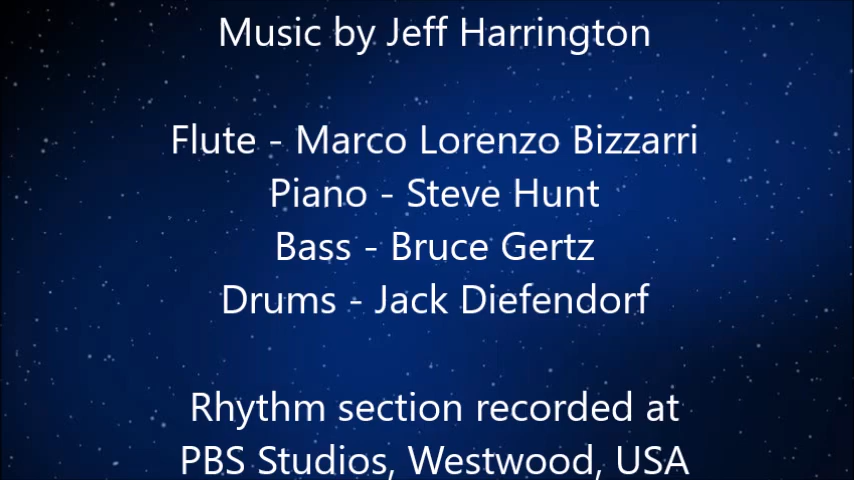 Music by Jeff Harrington
Flute - Marco Lorenzo Bizzarri
Piano - Steve Hunt
Bass - Bruce Gertz
Drums - Jack Diefendorf
Rhythm section recorded at
PBS Studios, Westwood, USA